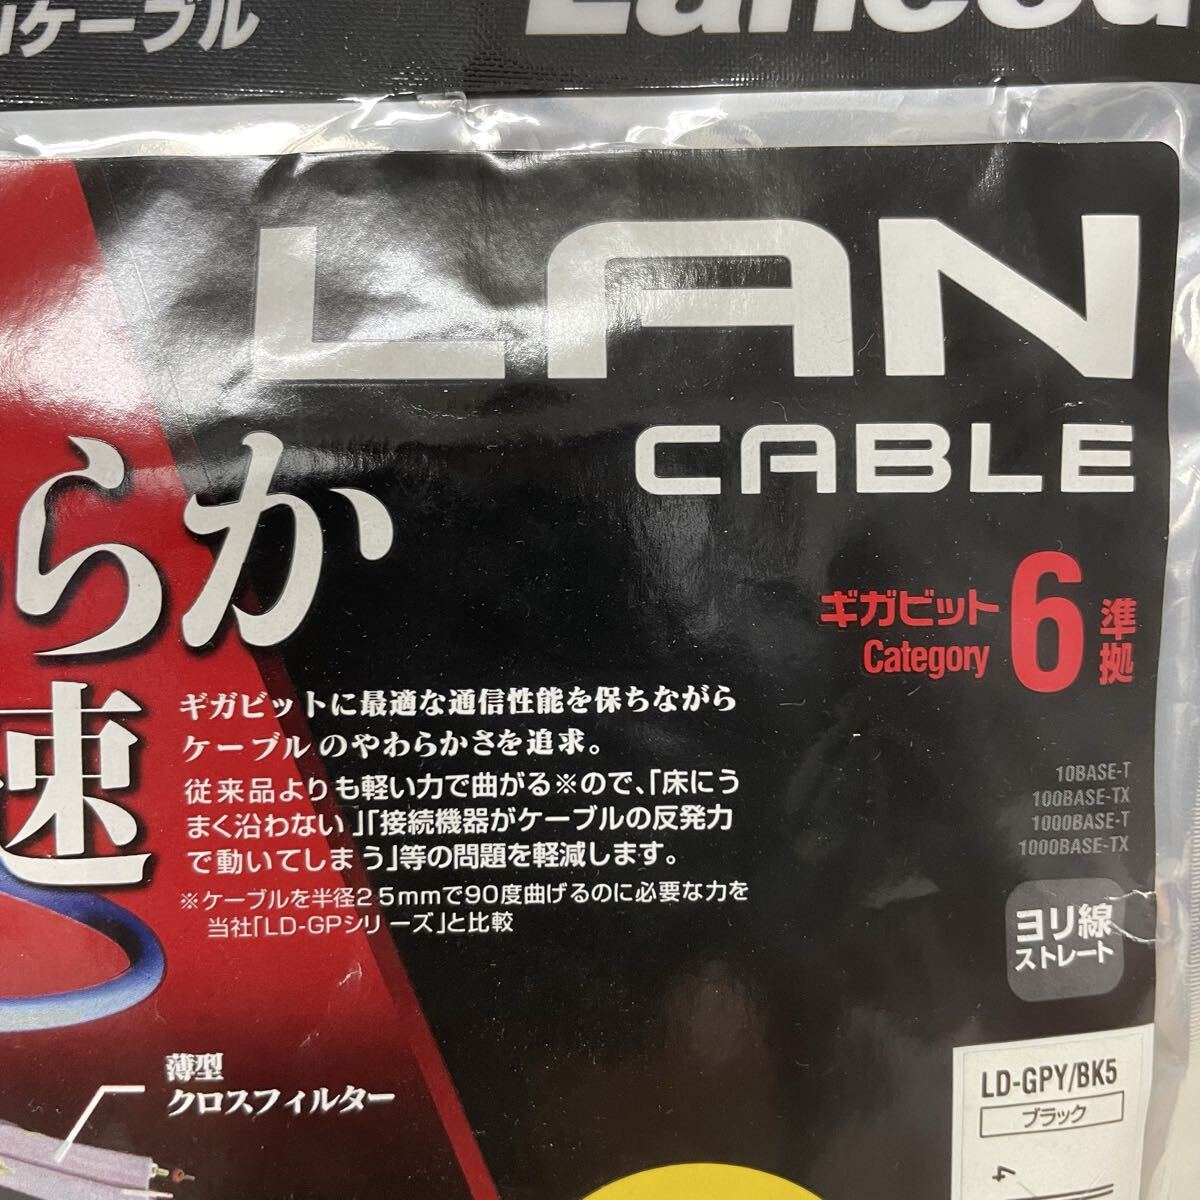 ケーブル
LAN
CABLE
らか
速
ギガビット
Category
6
準拠
ギガビットに最適な通信性能を保ちながら
ケーブルのやわらかさを追求。
従来品よりも軽い力で曲がる※ので、「床にう
まく沿わない」「接続機器がケーブルの反発力
で動いてしまう」等の問題を軽減します。
※ケーブルを半径25mmで90度曲げるのに必要な力を
当社「LD-GPシリーズ」と比較
10BASE-T
100BASE-TX
1000BASE-T
1000BASE-TX
ヨリ線
ストレート
薄型
クロスフィルター
LD-GPY/BK5
ブラック
4